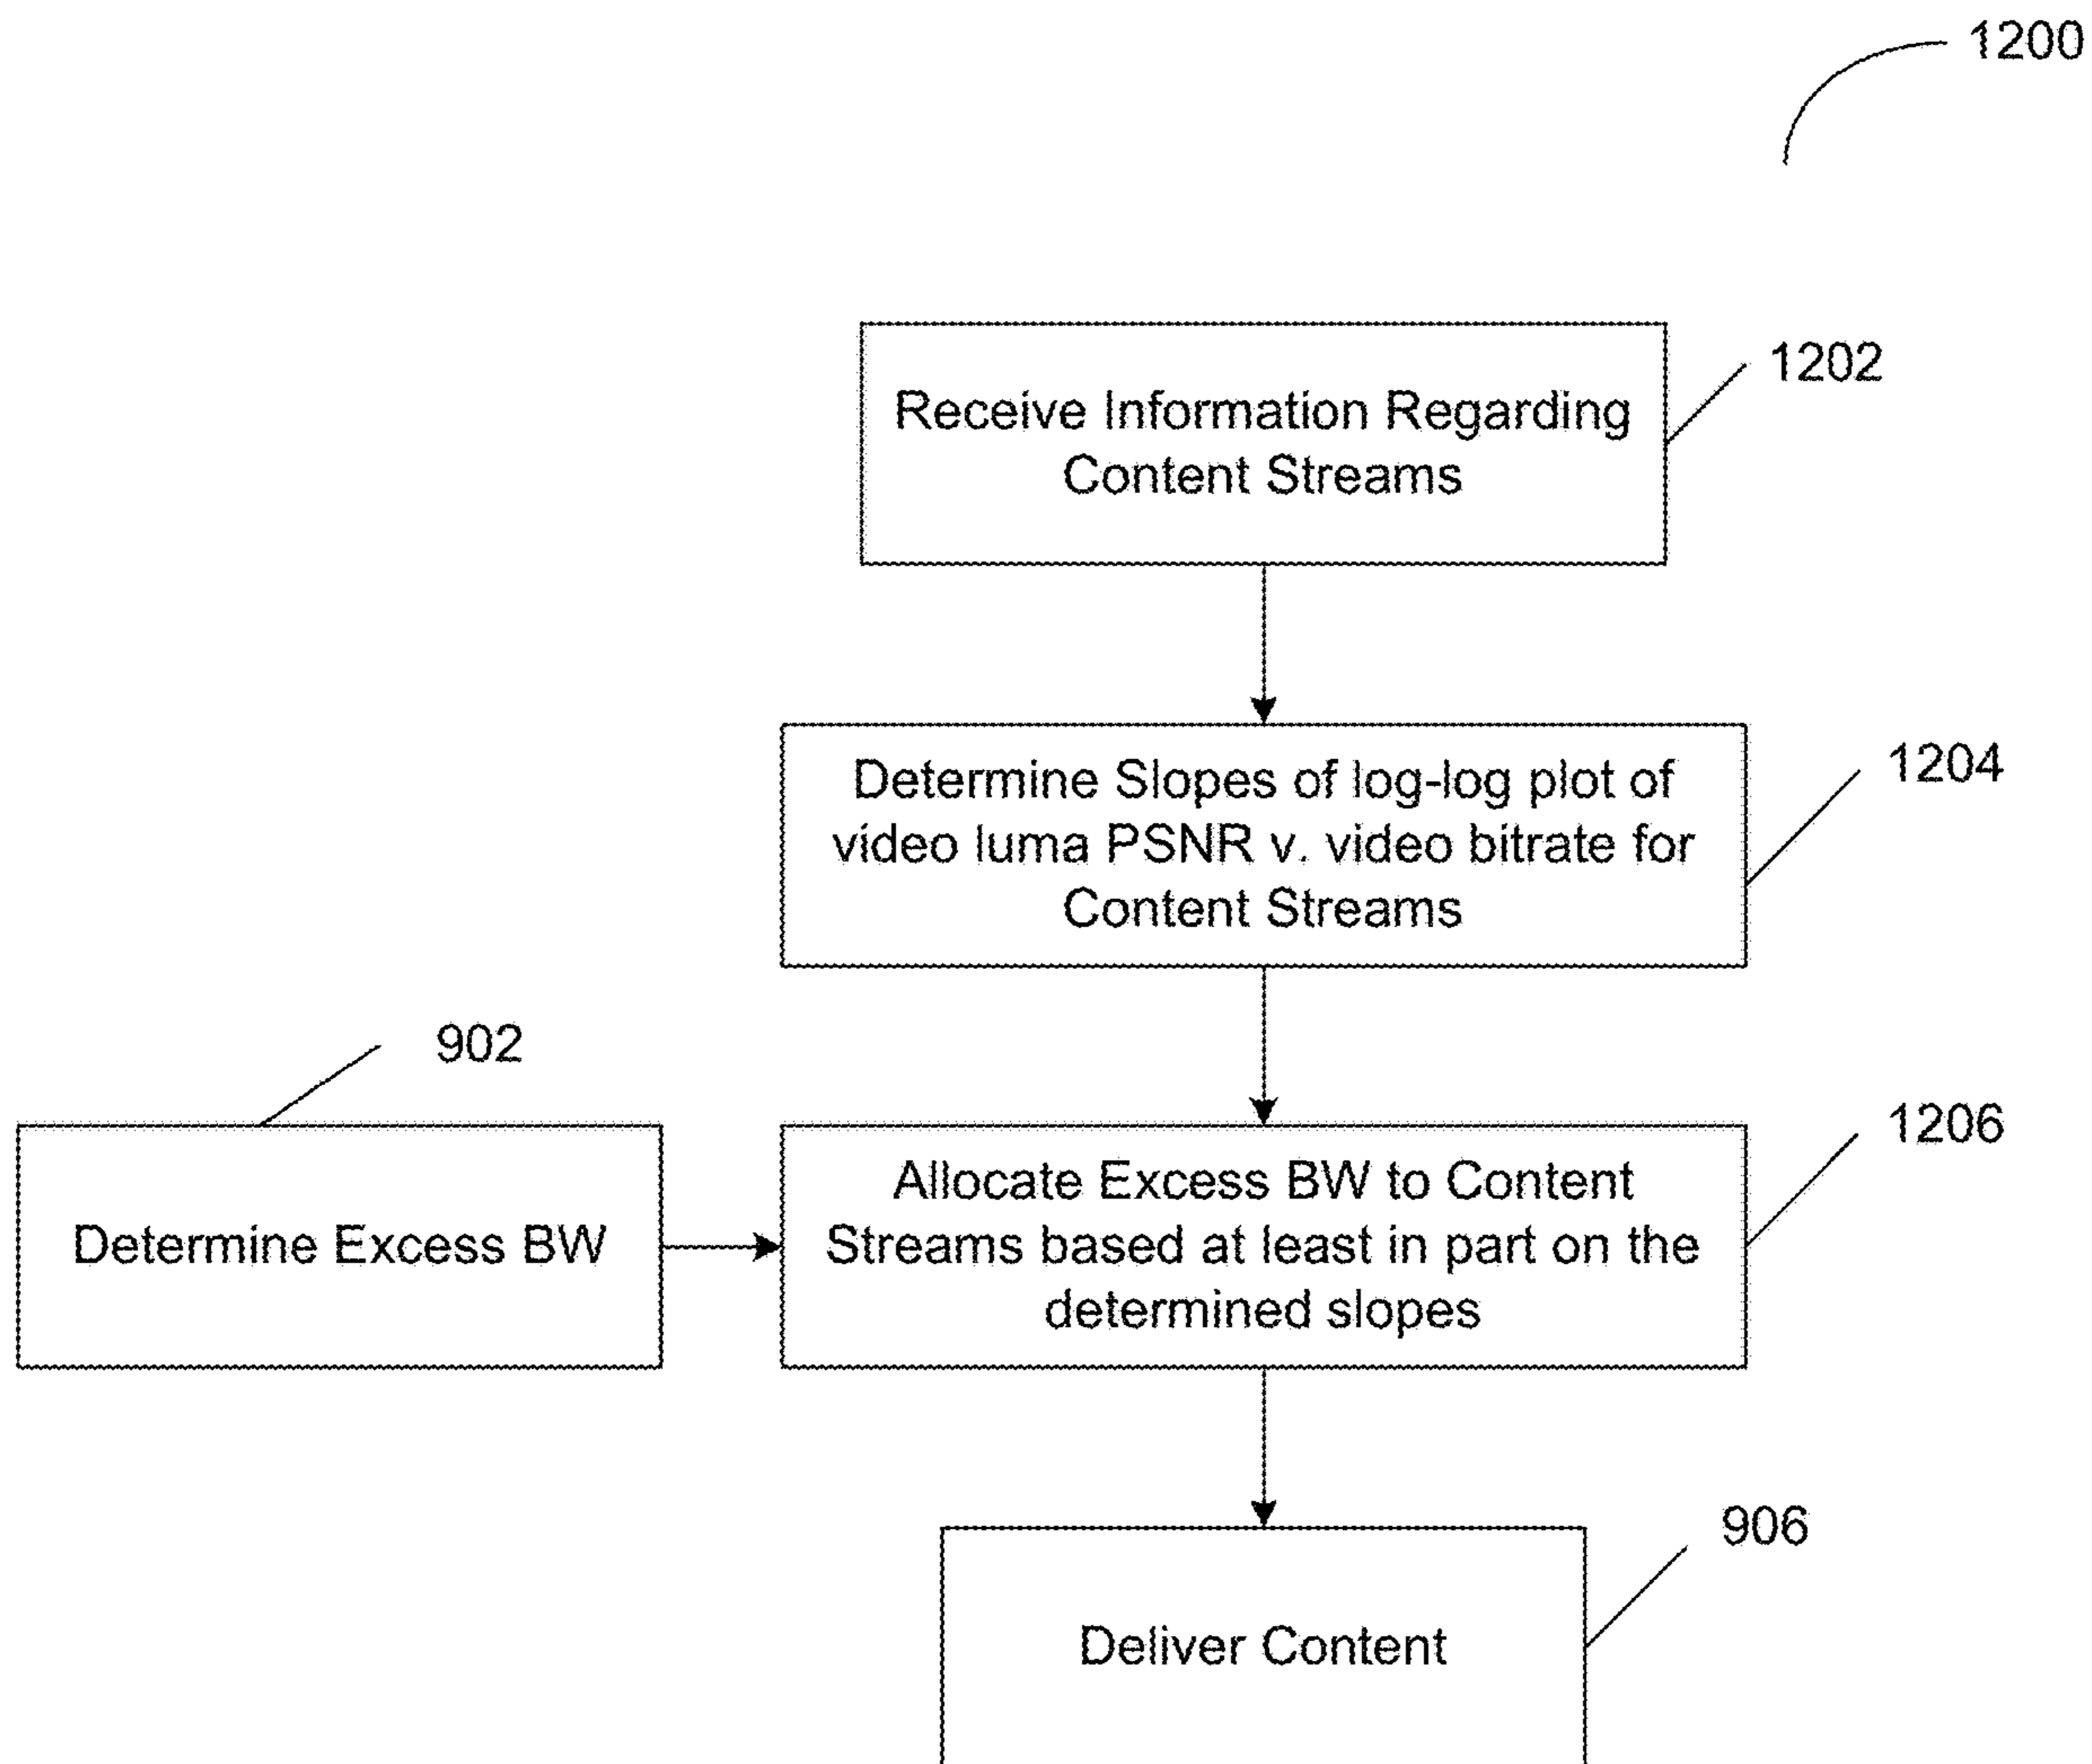 1200
Receive Information Regarding
Content Streams
1202
Determine Slopes of log-log plot of
video luma PSNR v. video bitrate for
Content Streams
1204
902
Determine Excess BW
Allocate Excess BW to Content
Streams based at least in part on the
determined slopes
1206
Deliver Content
906